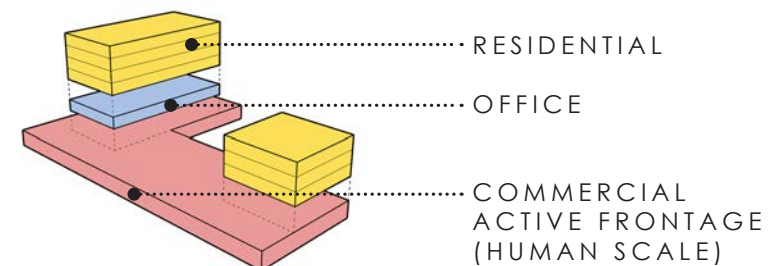 RESIDENTIAL
OFFICE
COMMERCIAL
ACTIVE FRONTAGE
(HUMAN SCALE)